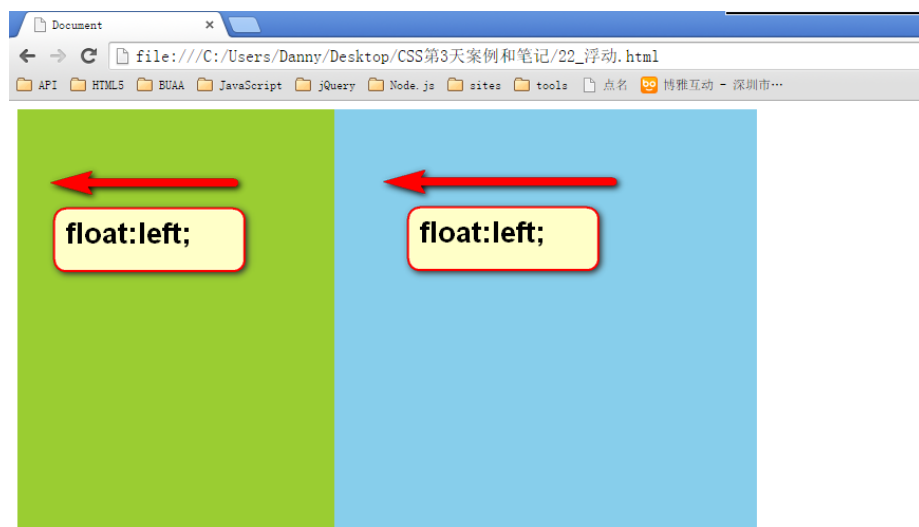 Document
file:///C:/Users/Danny/Desktop/CSS第3天案例和笔记/22_浮动.html
API HTML5 BUAA JavaScript jQuery Node.js sites tools 点名 博雅互动 - 深圳市…
float:left;
float:left;